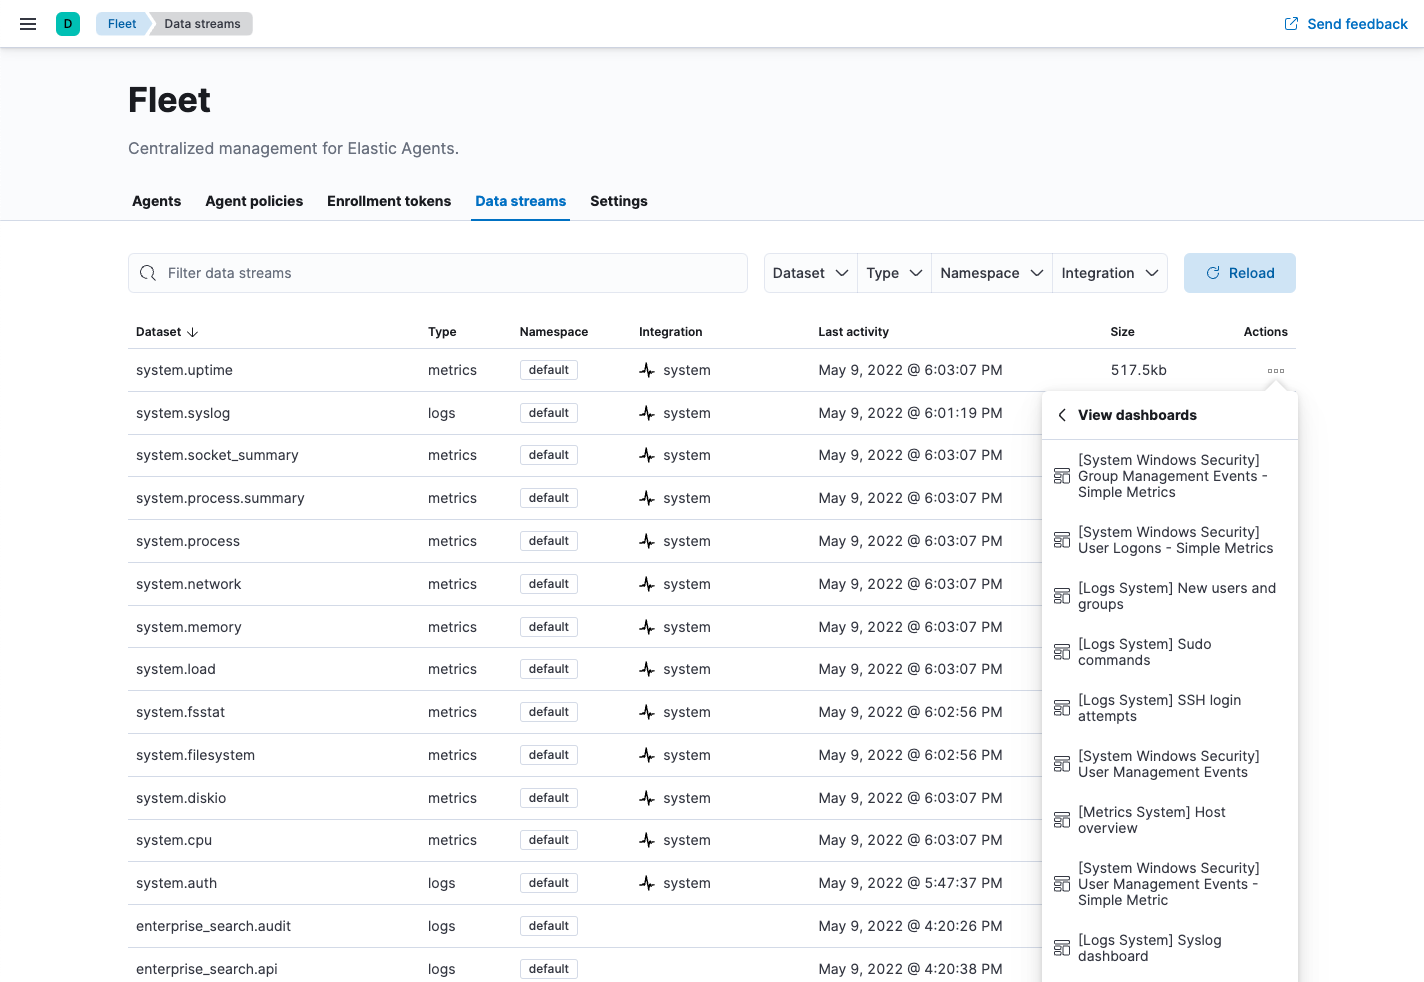 D Fleet Data streams Send feedback
Fleet
Centralized management for Elastic Agents.
Agents Agent policies Enrollment tokens Data streams Settings
Filter data streams Dataset Type Namespace Integration Reload
Dataset Type Namespace Integration Last activity Size Actions
system.uptime metrics default system May 9, 2022 @ 6:03:07 PM 517.5kb
system.syslog logs default system May 9, 2022 @ 6:01:19 PM
system.socket_summary metrics default system May 9, 2022 @ 6:03:07 PM
system.process.summary metrics default system May 9, 2022 @ 6:03:07 PM
system.process metrics default system May 9, 2022 @ 6:03:07 PM
system.network metrics default system May 9, 2022 @ 6:03:07 PM
system.memory metrics default system May 9, 2022 @ 6:03:07 PM
system.load metrics default system May 9, 2022 @ 6:03:07 PM
system.fsstat metrics default system May 9, 2022 @ 6:02:56 PM
system.filesystem metrics default system May 9, 2022 @ 6:02:56 PM
system.diskio metrics default system May 9, 2022 @ 6:03:07 PM
system.cpu metrics default system May 9, 2022 @ 6:03:07 PM
system.auth logs default system May 9, 2022 @ 5:47:37 PM
enterprise_search.audit logs default May 9, 2022 @ 4:20:26 PM
enterprise_search.api logs default May 9, 2022 @ 4:20:38 PM
View dashboards
[System Windows Security]
Group Management Events -
Simple Metrics
[System Windows Security]
User Logons - Simple Metrics
[Logs System] New users and
groups
[Logs System] Sudo
commands
[Logs System] SSH login
attempts
[System Windows Security]
User Management Events
[Metrics System] Host
overview
[System Windows Security]
User Management Events -
Simple Metric
[Logs System] Syslog
dashboard